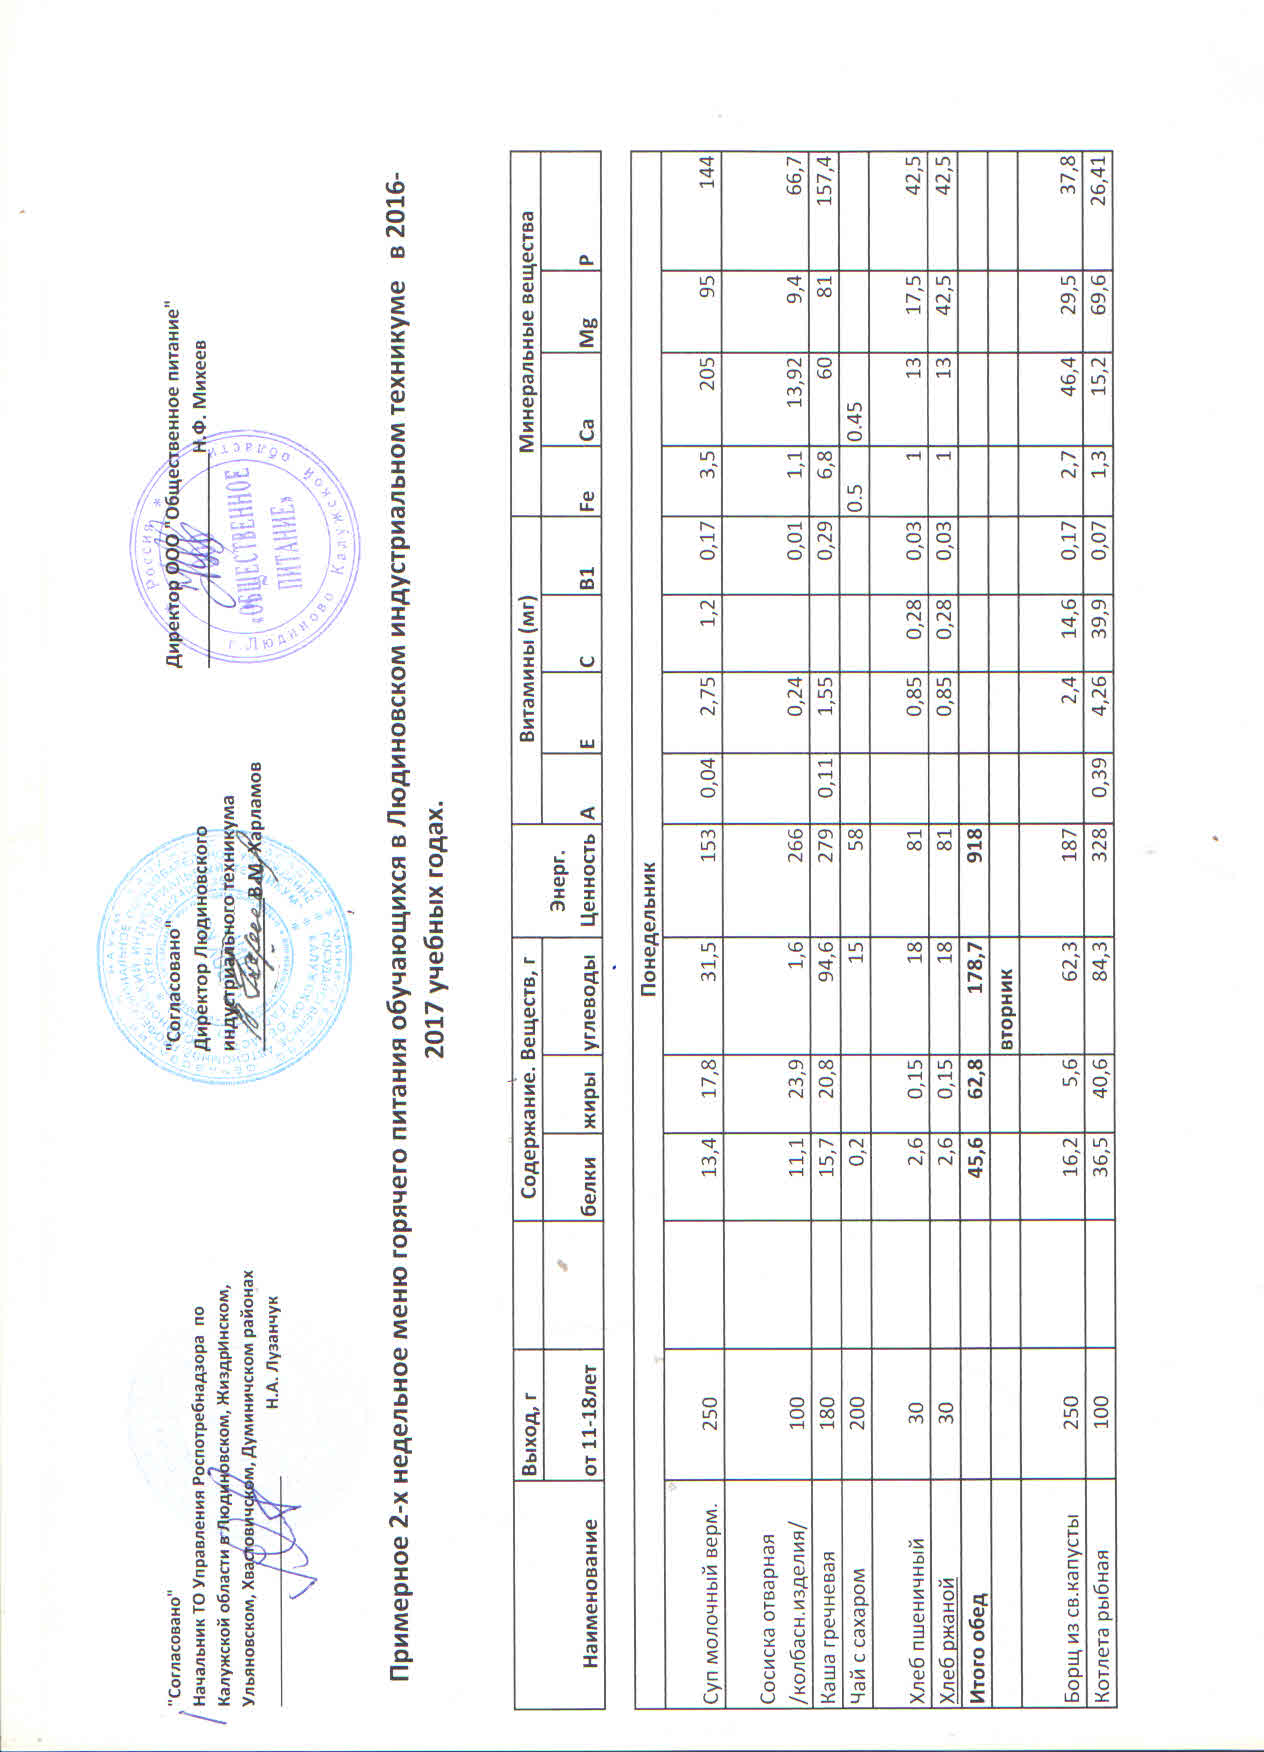 "Согласовано"
Начальник ТО Управления Роспотребнадзора по
Калужской области в Людиновском, Жиздринском,
Ульяновском, Хвастовичском, Думиничском районах
Н.А. Лузанчук
"Согласовано"
Директор Людиновского
индустриального техникума
В.М. Харламов
Директор ООО "Общественное питание"
Н.Ф. Михеев
Россия * г.Людиново Калужской области *
«ОБЩЕСТВЕННОЕ
ПИТАНИЕ»
Примерное 2-х недельное меню горячего питания обучающихся в Людиновском индустриальном техникуме в 2016-
2017 учебных годах.
Выход, г Содержание. Веществ, г Энерг. Витамины (мг) Минеральные вещества
Наименование от 11-18лет белки жиры углеводы Ценность А Е С В1 Fe Ca Mg P
Понедельник
Суп молочный верм. 250 13,4 17,8 31,5 153 0,04 2,75 1,2 0,17 3,5 205 95 144
Сосиска отварная
/колбасн.изделия/ 100 11,1 23,9 1,6 266 0,24 0,01 1,1 13,92 9,4 66,7
Каша гречневая 180 15,7 20,8 94,6 279 0,11 1,55 0,29 6,8 60 81 157,4
Чай с сахаром 200 0,2 15 58 0.5 0.45
Хлеб пшеничный 30 2,6 0,15 18 81 0,85 0,28 0,03 1 13 17,5 42,5
Хлеб ржаной 30 2,6 0,15 18 81 0,85 0,28 0,03 1 13 42,5 42,5
Итого обед 45,6 62,8 178,7 918
вторник
Борщ из св.капусты 250 16,2 5,6 62,3 187 2,4 14,6 0,17 2,7 46,4 29,5 37,8
Котлета рыбная 100 36,5 40,6 84,3 328 0,39 4,26 39,9 0,07 1,3 15,2 69,6 26,41